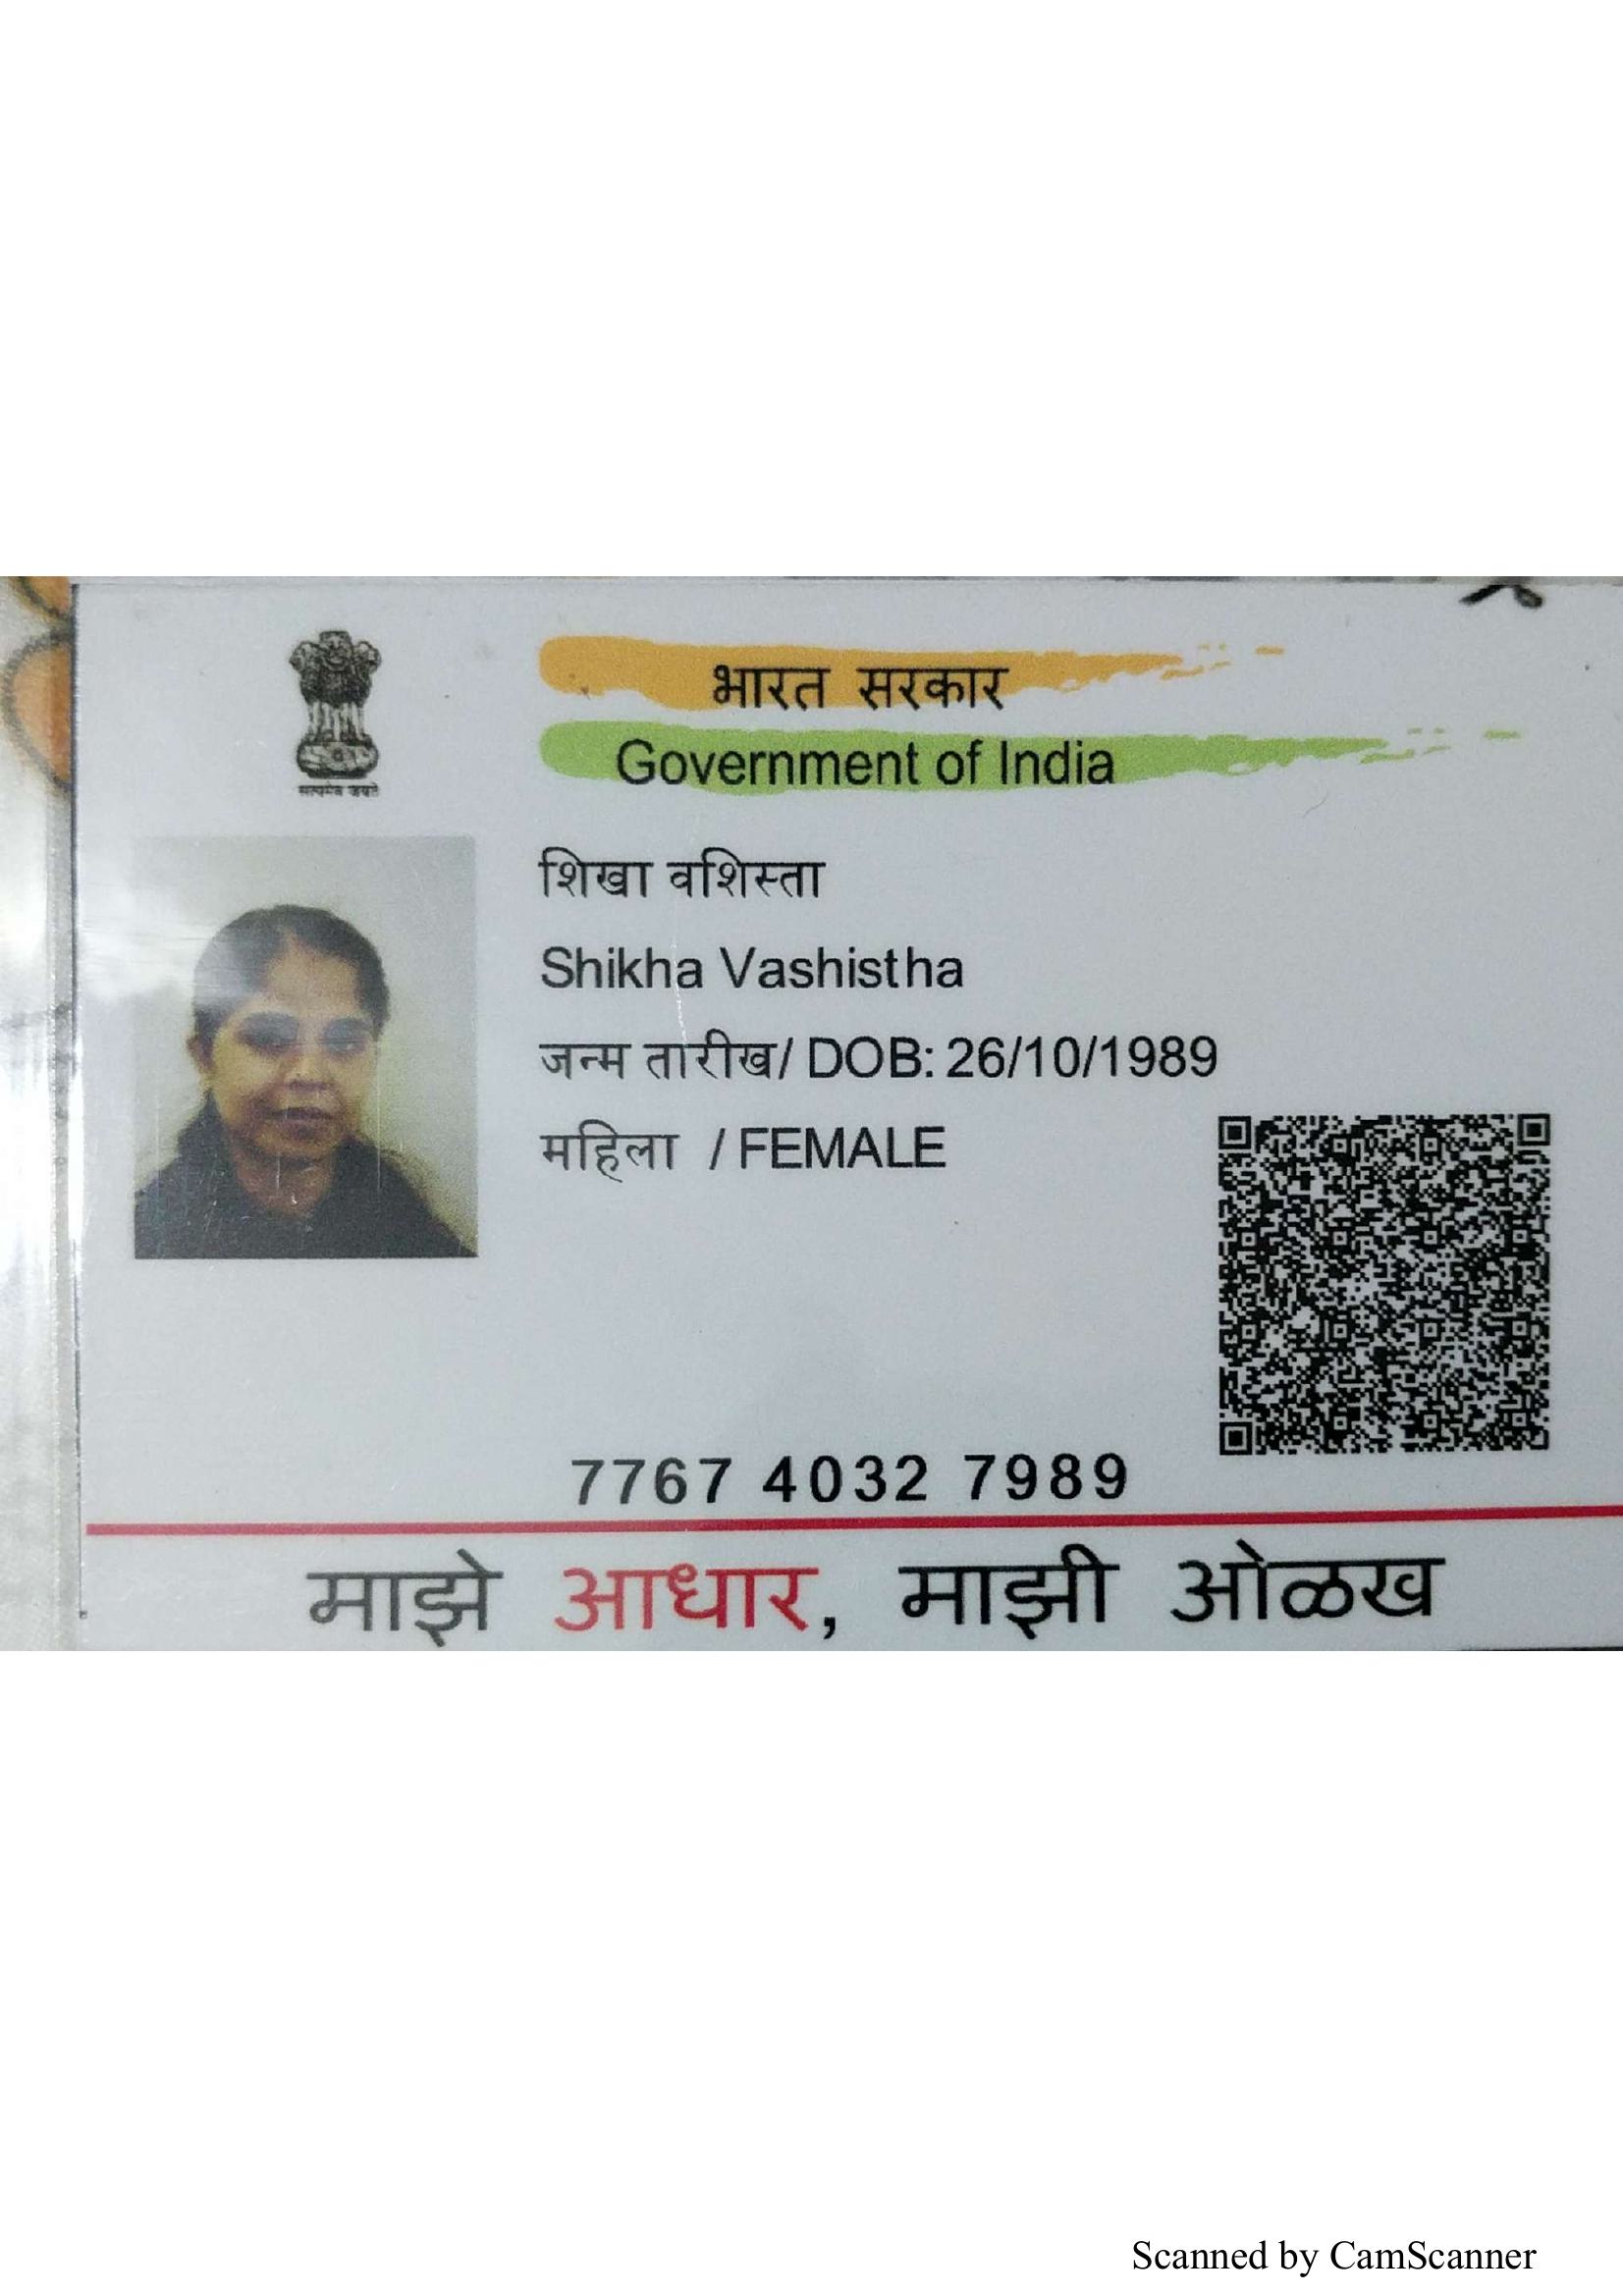 भारत सरकार
Government of India
सत्यमेव जयते
शिखा वशिस्ता
Shikha Vashistha
जन्म तारीख/ DOB: 26/10/1989
महिला / FEMALE
7767 4032 7989
माझे आधार, माझी ओळख
Scanned by CamScanner